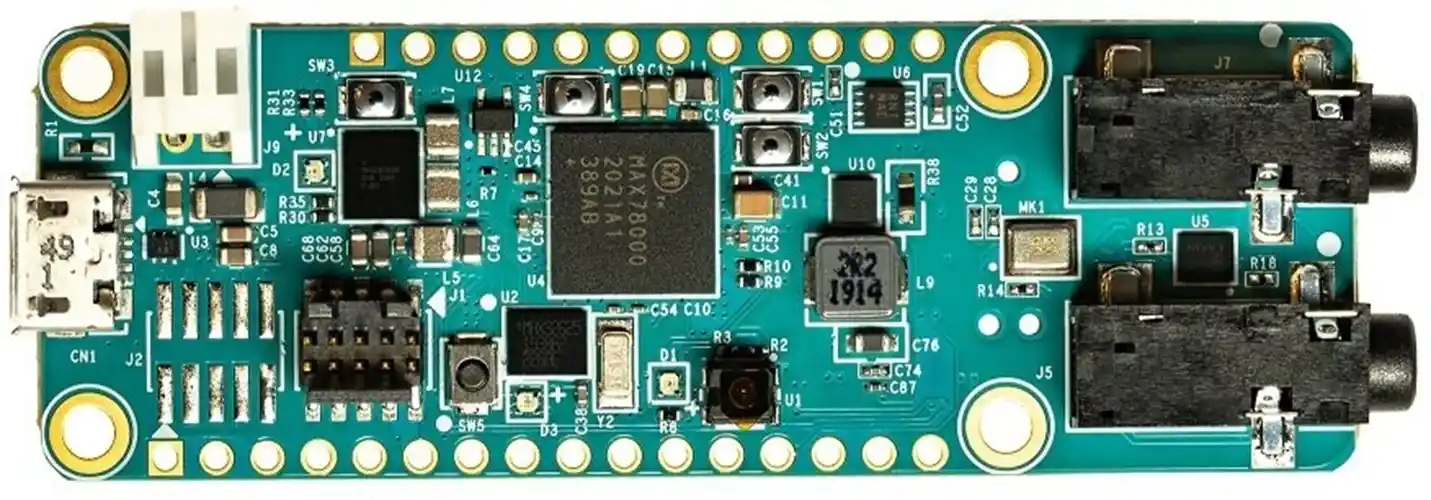 J7
SW3
U12
C19
C15
L1
SW1
U6
R31
R33
L7
SW4
C16
C51
C52
R1
U7
SW2
J9
C45
C14
MAX78000
2021A1
389AB
+
U10
R38
D2
L4
C4
R7
C41
C11
R35
R30
C29
C28
MK1
U3
C5
C8
C68
C62
C58
C64
C17
C9
C53
C55
R13
U5
49
R10
R9
2R2
1914
L9
R18
L5
J1
U2
U4
C54
C10
R14
CN1
J2
R3
R2
C76
D1
C74
C87
J5
U1
SW5
D3
C38
Y2
R8